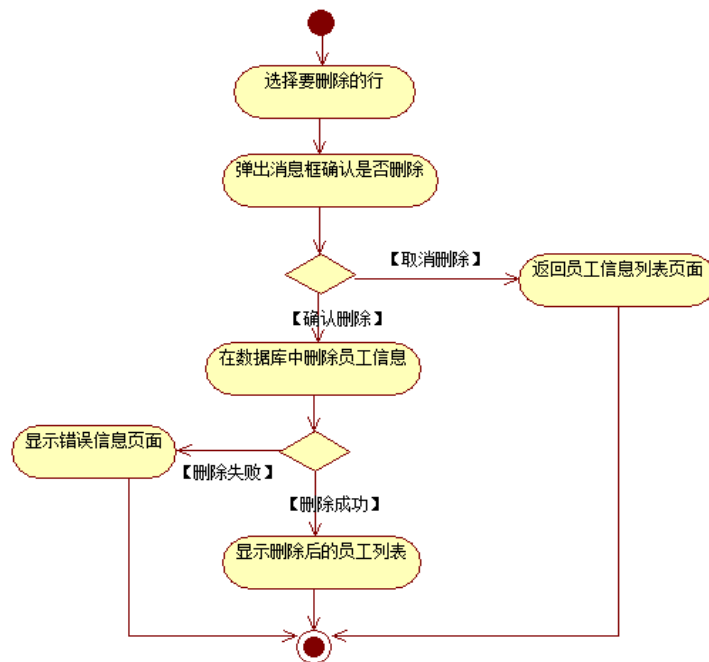 选择要删除的行
弹出消息框确认是否删除
【取消删除】
返回员工信息列表页面
【确认删除】
在数据库中删除员工信息
显示错误信息页面
【删除失败】
【删除成功】
显示删除后的员工列表